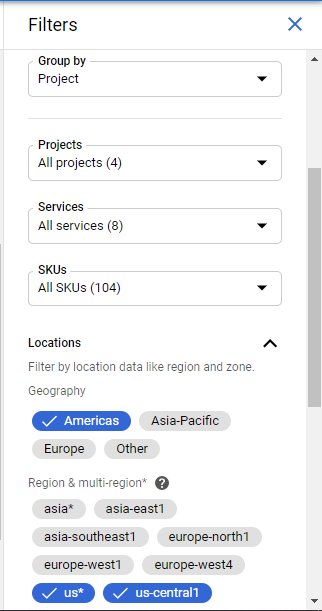 Filters
Group by
Project
Projects
All projects (4)
Services
All services (8)
SKUs
All SKUs (104)
Locations
Filter by location data like region and zone.
Geography
Americas Asia-Pacific
Europe Other
Region & multi-region* ?
asia* asia-east1
asia-southeast1 europe-north1
europe-west1 europe-west4
us* us-central1